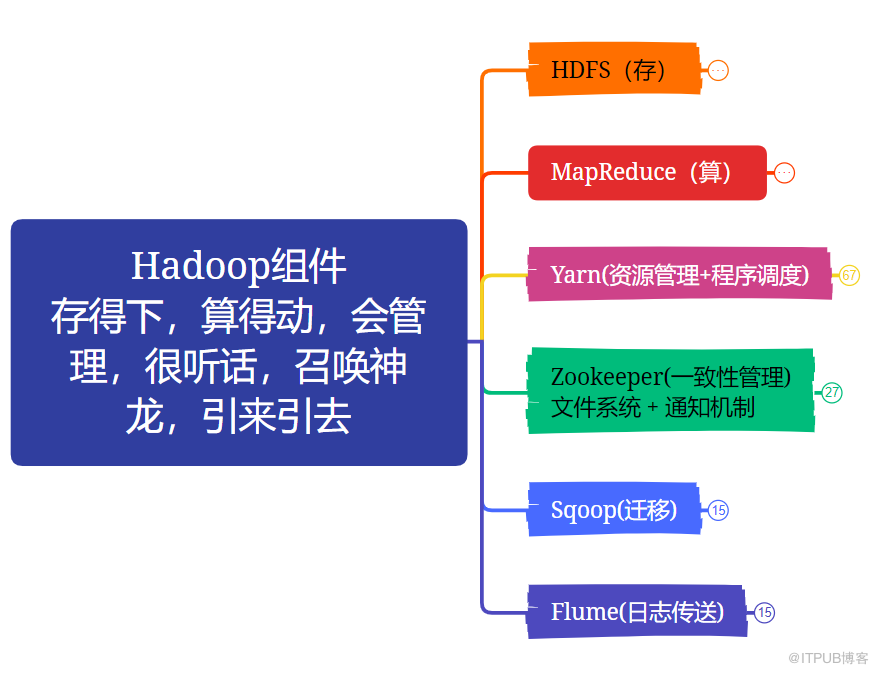 Hadoop组件
存得下，算得动，会管
理，很听话，召唤神
龙，引来引去
HDFS（存）
...
MapReduce（算）
...
Yarn(资源管理+程序调度)
67
Zookeeper(一致性管理)
文件系统 + 通知机制
27
Sqoop(迁移)
15
Flume(日志传送)
15
@ITPUB博客